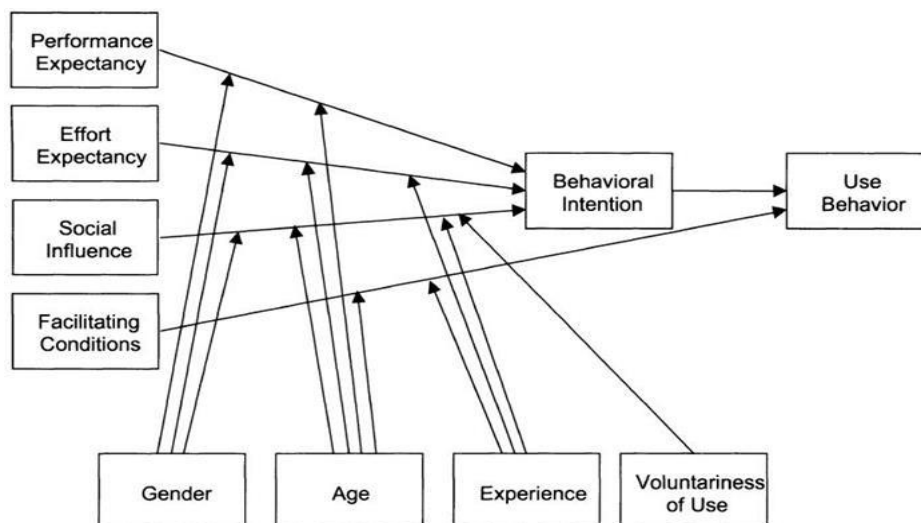 Performance
Expectancy
Effort
Expectancy
Social
Influence
Facilitating
Conditions
Behavioral
Intention
Use
Behavior
Gender
Age
Experience
Voluntariness
of Use